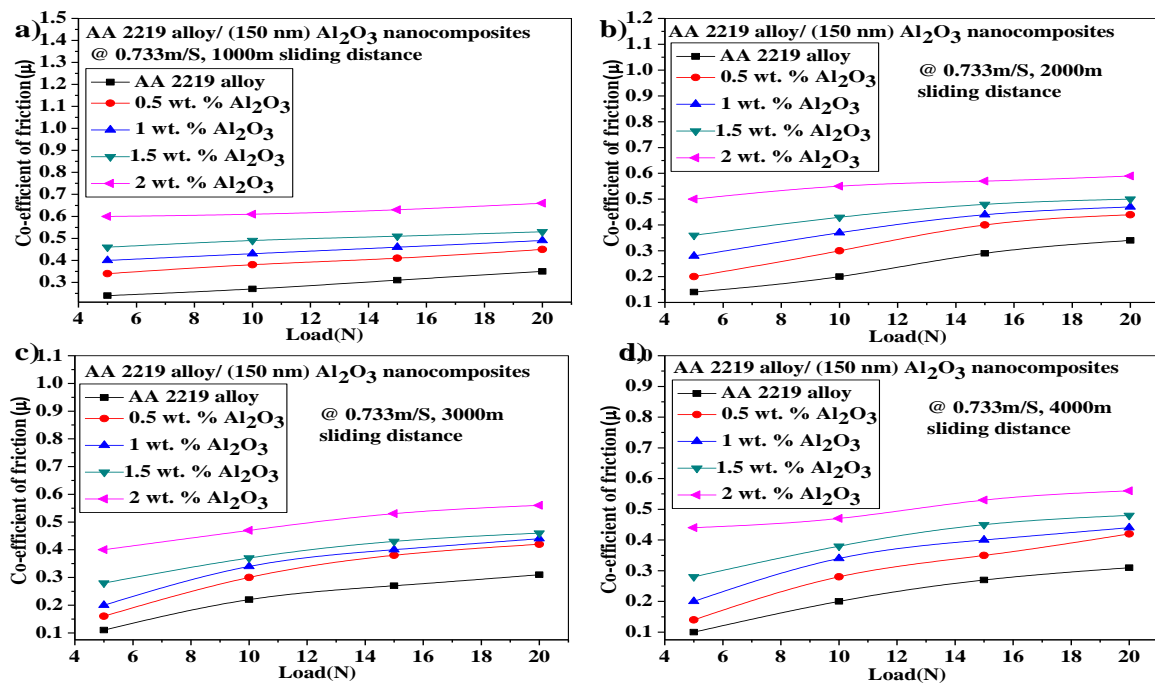 a)
AA 2219 alloy/ (150 nm) Al2O3 nanocomposites
@ 0.733m/S, 1000m sliding distance
AA 2219 alloy
0.5 wt. % Al2O3
1 wt. % Al2O3
1.5 wt. % Al2O3
2 wt. % Al2O3
Co-efficient of friction(μ)
1.5
1.4
1.3
1.2
1.1
1.0
0.9
0.8
0.7
0.6
0.5
0.4
0.3
4 6 8 10 12 14 16 18 20
Load(N)
b)
AA 2219 alloy/ (150 nm) Al2O3 nanocomposites
@ 0.733m/S, 2000m
sliding distance
AA 2219 alloy
0.5 wt. % Al2O3
1 wt. % Al2O3
1.5 wt. % Al2O3
2 wt. % Al2O3
Co-efficient of friction(μ)
1.2
1.1
1.0
0.9
0.8
0.7
0.6
0.5
0.4
0.3
0.2
0.1
4 6 8 10 12 14 16 18 20
Load(N)
c)
AA 2219 alloy/ (150 nm) Al2O3 nanocomposites
@ 0.733m/S, 3000m
sliding distance
AA 2219 alloy
0.5 wt. % Al2O3
1 wt. % Al2O3
1.5 wt. % Al2O3
2 wt. % Al2O3
Co-efficient of friction(μ)
1.1
1.0
0.9
0.8
0.7
0.6
0.5
0.4
0.3
0.2
0.1
4 6 8 10 12 14 16 18 20
Load(N)
d)
AA 2219 alloy/ (150 nm) Al2O3 nanocomposites
@ 0.733m/S, 4000m
sliding distance
AA 2219 alloy
0.5 wt. % Al2O3
1 wt. % Al2O3
1.5 wt. % Al2O3
2 wt. % Al2O3
Co-efficient of friction(μ)
0.9
0.8
0.7
0.6
0.5
0.4
0.3
0.2
0.1
4 6 8 10 12 14 16 18 20
Load(N)